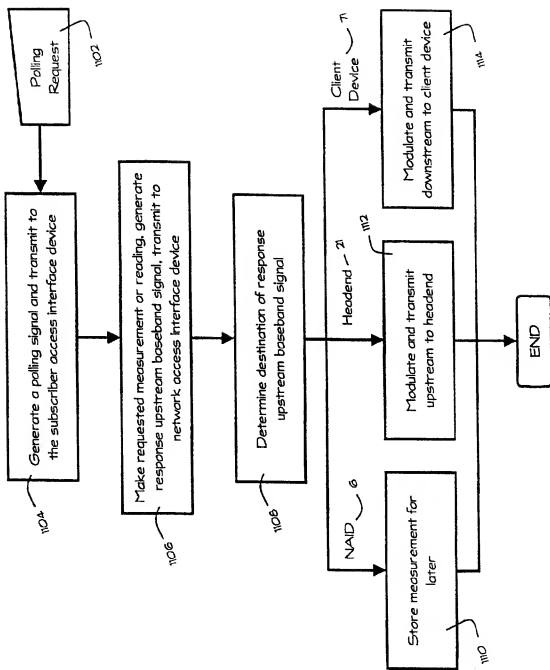 Polling
Request
1102
Generate a polling signal and transmit to
the subscriber access interface device
1104
Make requested measurement or reading, generate
response upstream baseband signal, transmit to
network access interface device
1106
Determine destination of response
upstream baseband signal
1108
NAID
6
Headend 21
Client
Device 71
Store measurement for
later
1110
Modulate and transmit
upstream to headend
1112
Modulate and transmit
downstream to client device
1114
END